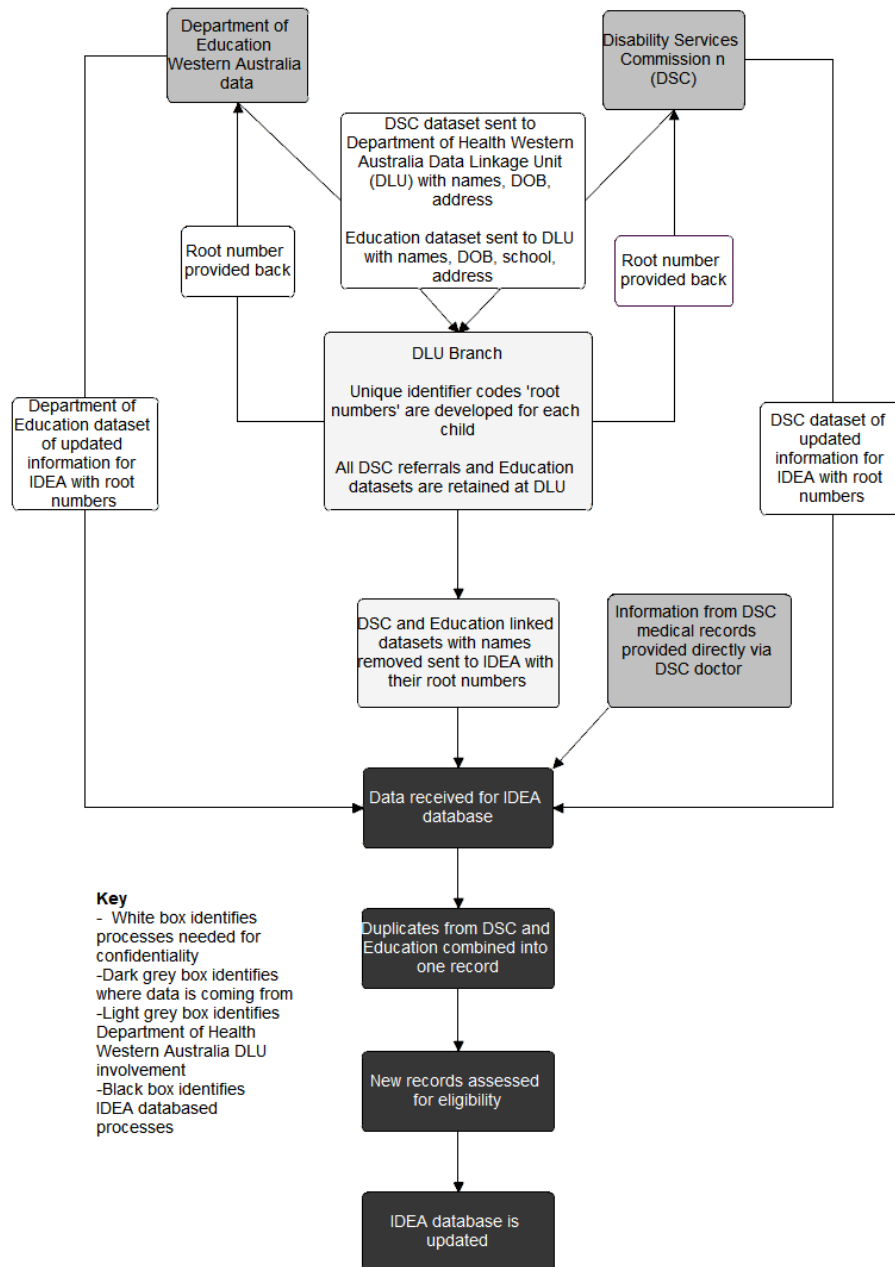 Department of
Education
Western Australia
data
Disability Services
Commission n
(DSC)
DSC dataset sent to
Department of Health Western
Australia Data Linkage Unit
(DLU) with names, DOB,
address
Education dataset sent to DLU
with names, DOB, school,
address
Root number
provided back
Root number
provided back
DLU Branch
Unique identifier codes 'root
numbers' are developed for each
child
All DSC referrals and Education
datasets are retained at DLU
Department of
Education dataset
of updated
information for
IDEA with root
numbers
DSC dataset of
updated
information for
IDEA with root
numbers
DSC and Education linked
datasets with names
removed sent to IDEA with
their root numbers
Information from DSC
medical records
provided directly via
DSC doctor
Data received for IDEA
database
Key
- White box identifies
processes needed for
confidentiality
-Dark grey box identifies
where data is coming from
-Light grey box identifies
Department of Health
Western Australia DLU
involvement
-Black box identifies
IDEA databased
processes
Duplicates from DSC and
Education combined into
one record
New records assessed
for eligibility
IDEA database is
updated